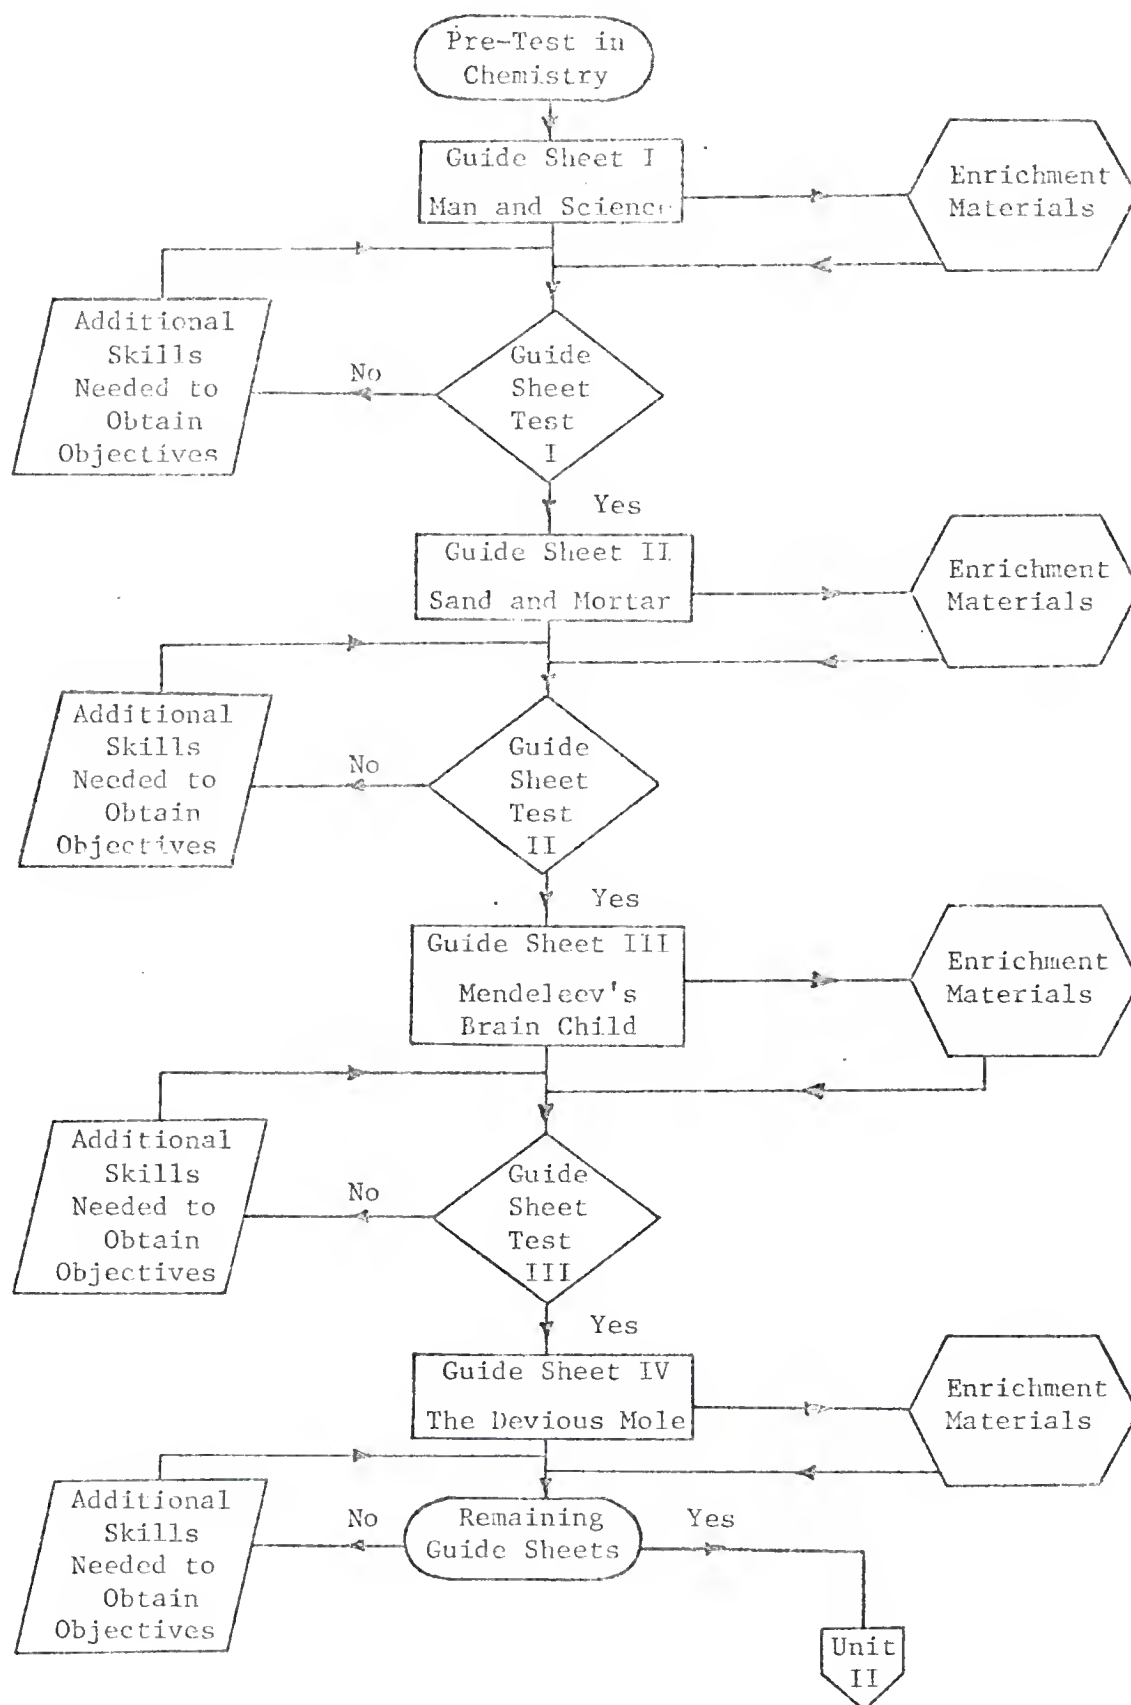 Pre-Test in
Chemistry
Guide Sheet I
Man and Science
Enrichment
Materials
Additional
Skills
Needed to
Obtain
Objectives
No
Guide
Sheet
Test
I
Yes
Guide Sheet II
Sand and Mortar
Enrichment
Materials
Additional
Skills
Needed to
Obtain
Objectives
No
Guide
Sheet
Test
II
Yes
Guide Sheet III
Mendeleev's
Brain Child
Enrichment
Materials
Additional
Skills
Needed to
Obtain
Objectives
No
Guide
Sheet
Test
III
Yes
Guide Sheet IV
The Devious Mole
Enrichment
Materials
Additional
Skills
Needed to
Obtain
Objectives
No
Remaining
Guide Sheets
Yes
Unit
II